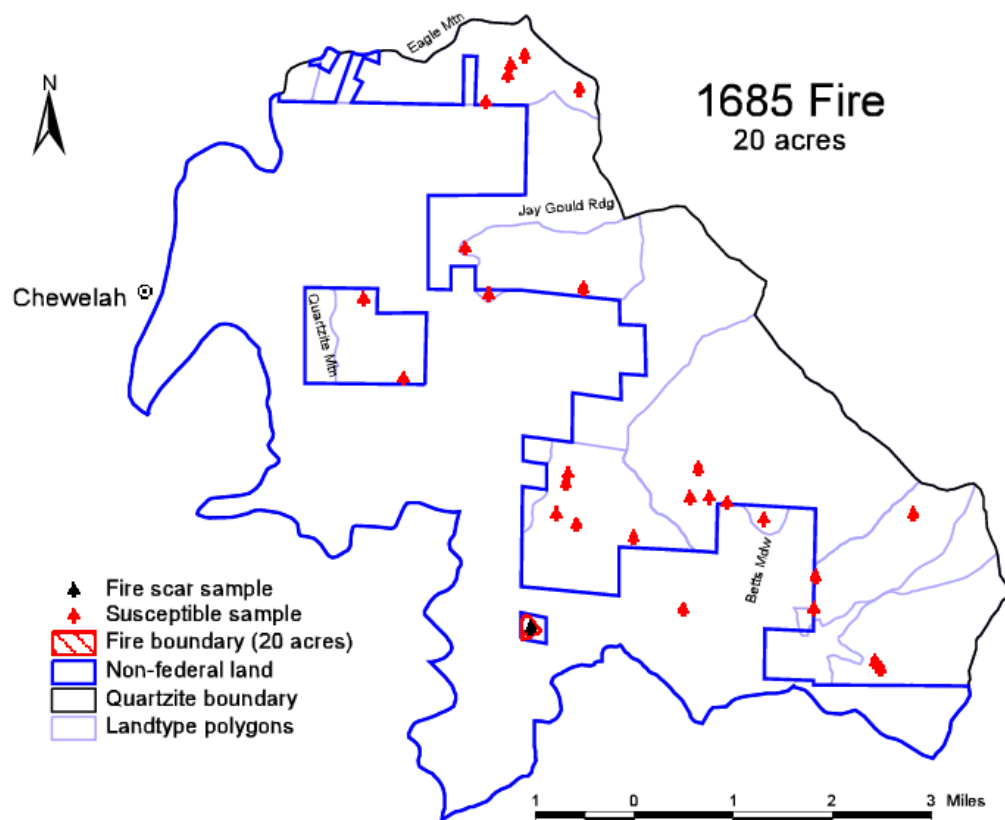 Eagle Mtn
N
1685 Fire
20 acres
Jay Gould Rdg
Chewelah
Quartzite Mtn
Betts Mdw
Fire scar sample
Susceptible sample
Fire boundary (20 acres)
Non-federal land
Quartzite boundary
Landtype polygons
1 0 1 2 3 Miles